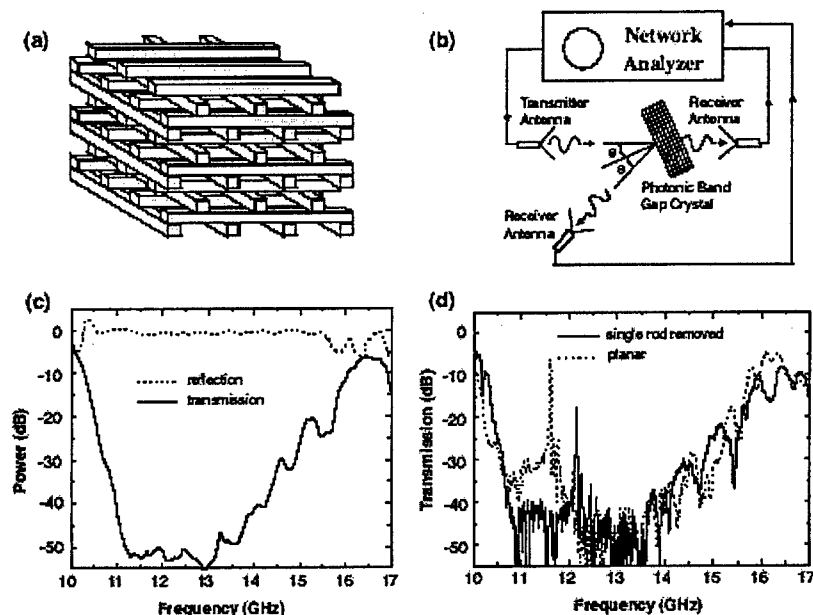 (a)
(b)
Network
Analyzer
Transmitter
Antenna
Receiver
Antenna
θ
θ
Photonic Band
Gap Crystal
Receiver
Antenna
(c)
0
-10
-20
-30
-40
-50
Power (dB)
reflection
transmission
10 11 12 13 14 15 16 17
Frequency (GHz)
(d)
0
-10
-20
-30
-40
-50
Transmission (dB)
single rod removed
planar
10 11 12 13 14 15 16 17
Frequency (GHz)